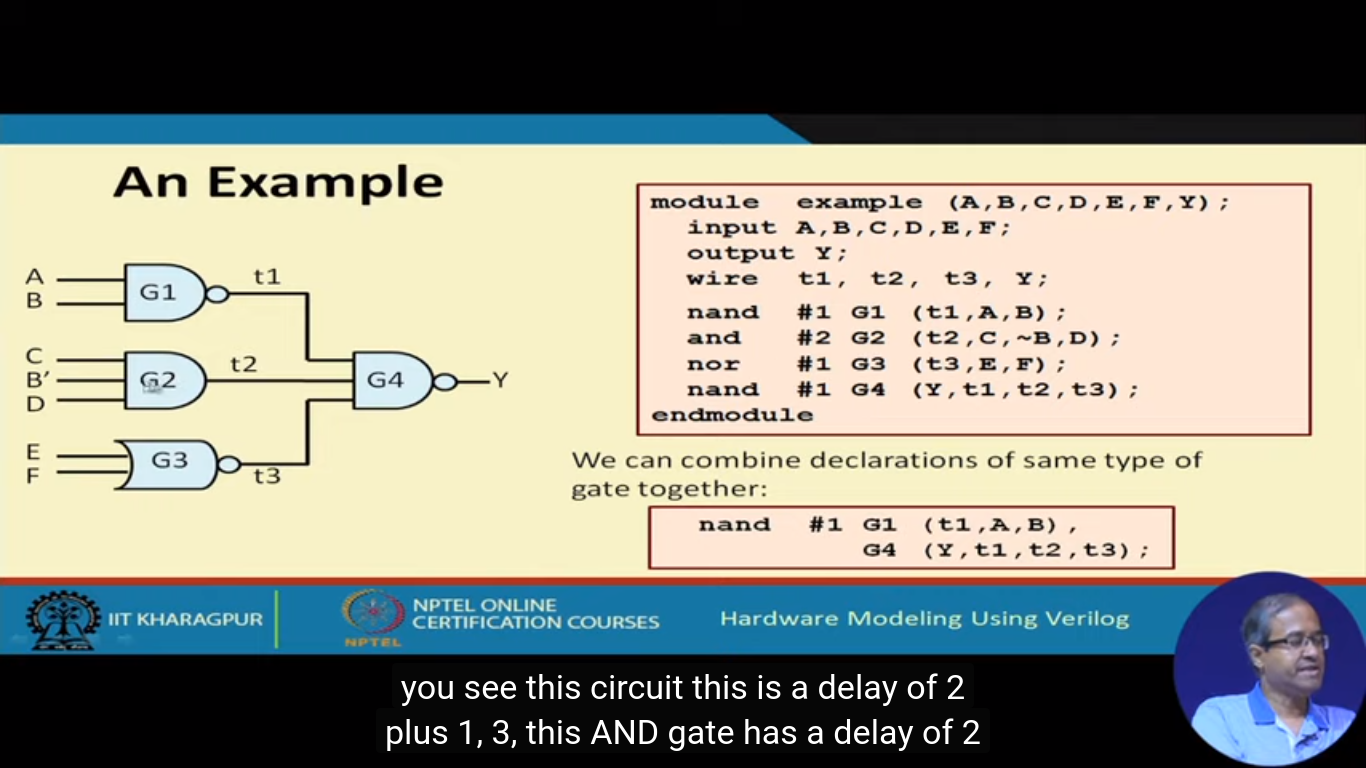 An Example
A
B
G1
t1
C
B′
D
G2
t2
G4
Y
E
F
G3
t3
module example (A,B,C,D,E,F,Y);
input A,B,C,D,E,F;
output Y;
wire t1, t2, t3, Y;
nand #1 G1 (t1,A,B);
and #2 G2 (t2,C,~B,D);
nor #1 G3 (t3,E,F);
nand #1 G4 (Y,t1,t2,t3);
endmodule
We can combine declarations of same type of
gate together:
nand #1 G1 (t1,A,B),
G4 (Y,t1,t2,t3);
IIT KHARAGPUR
NPTEL
NPTEL ONLINE
CERTIFICATION COURSES
Hardware Modeling Using Verilog
you see this circuit this is a delay of 2
plus 1, 3, this AND gate has a delay of 2